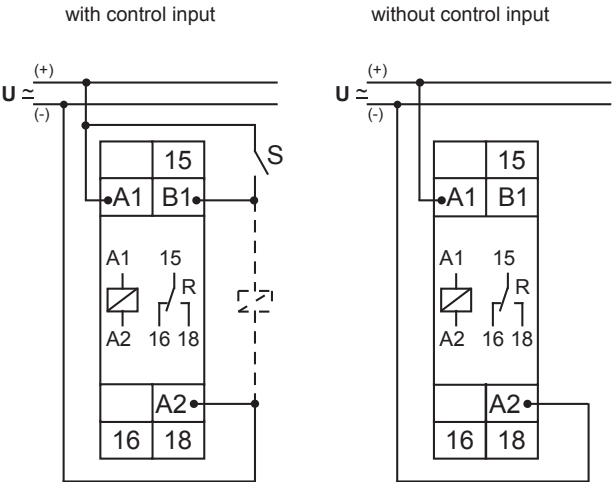 with control input
without control input
(+)
U ≃
(-)
S
15
A1 B1
A1 15
R
A2 16 18
A2
16 18
(+)
U ≃
(-)
15
A1 B1
A1 15
R
A2 16 18
A2
16 18